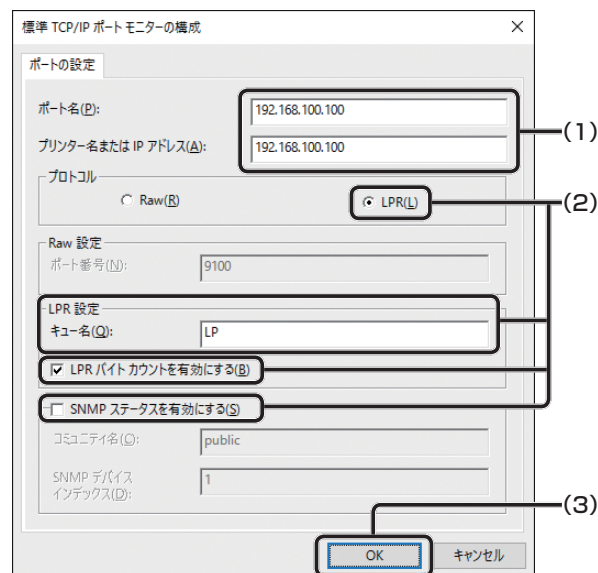 標準 TCP/IP ポート モニターの構成
ポートの設定
ポート名(P): 192.168.100.100
(1)
プリンター名または IP アドレス(A): 192.168.100.100
プロトコル
(2)
Raw(R) LPR(L)
Raw 設定
ポート番号(N): 9100
LPR 設定
キュー名(Q): LP
LPR バイト カウントを有効にする(B)
SNMP ステータスを有効にする(S)
コミュニティ名(C): public
SNMP デバイス
インデックス(D): 1
(3)
OK キャンセル